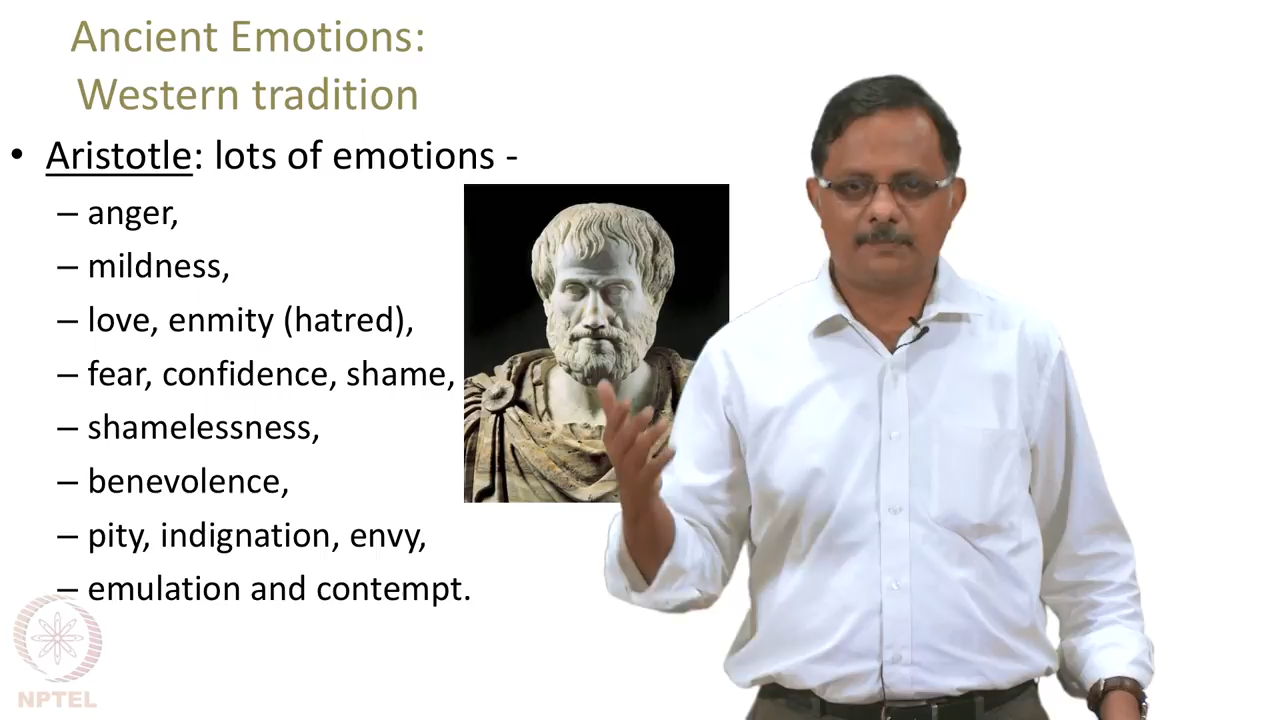 Ancient Emotions:
Western tradition
• Aristotle: lots of emotions -
– anger,
– mildness,
– love, enmity (hatred),
– fear, confidence, shame,
– shamelessness,
– benevolence,
– pity, indignation, envy,
– emulation and contempt.
NPTEL